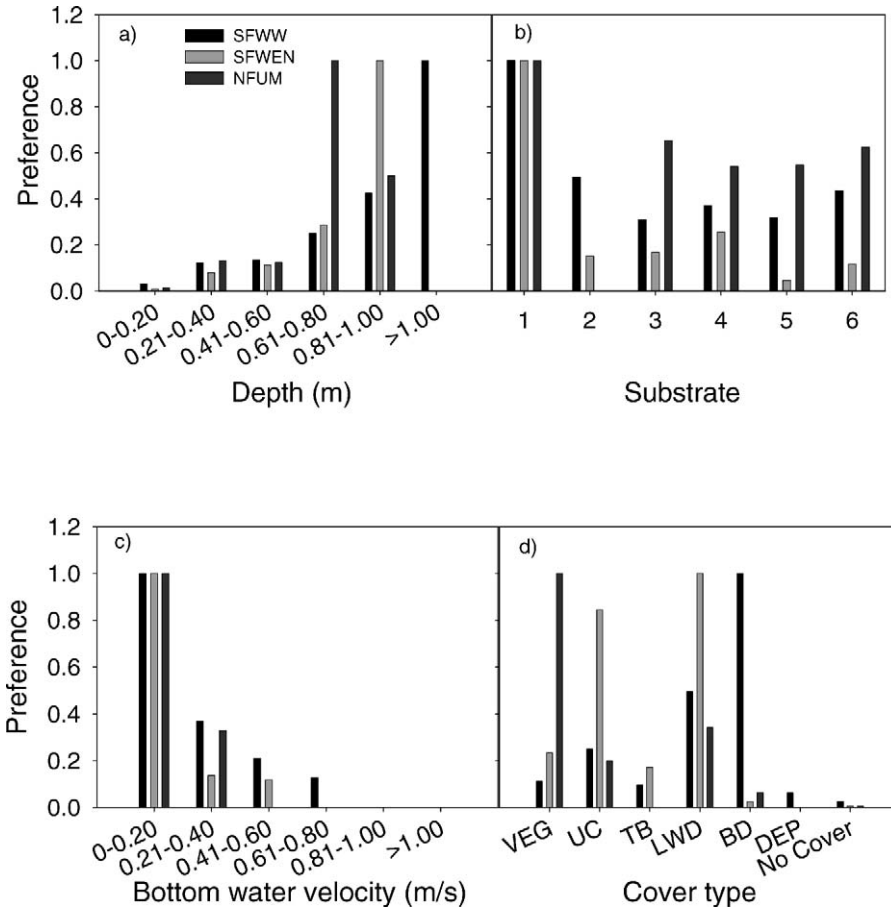 a)
SFWW
SFWEN
NFUM
b)
Preference
1.2
1.0
0.8
0.6
0.4
0.2
0.0
0-0.20
0.21-0.40
0.41-0.60
0.61-0.80
0.81-1.00
>1.00
1 2 3 4 5 6
Depth (m)
Substrate
c)
d)
Preference
1.2
1.0
0.8
0.6
0.4
0.2
0.0
0-0.20
0.21-0.40
0.41-0.60
0.61-0.80
0.81-1.00
>1.00
VEG
UC
TB
LWD
BD
DEP
No Cover
Bottom water velocity (m/s)
Cover type